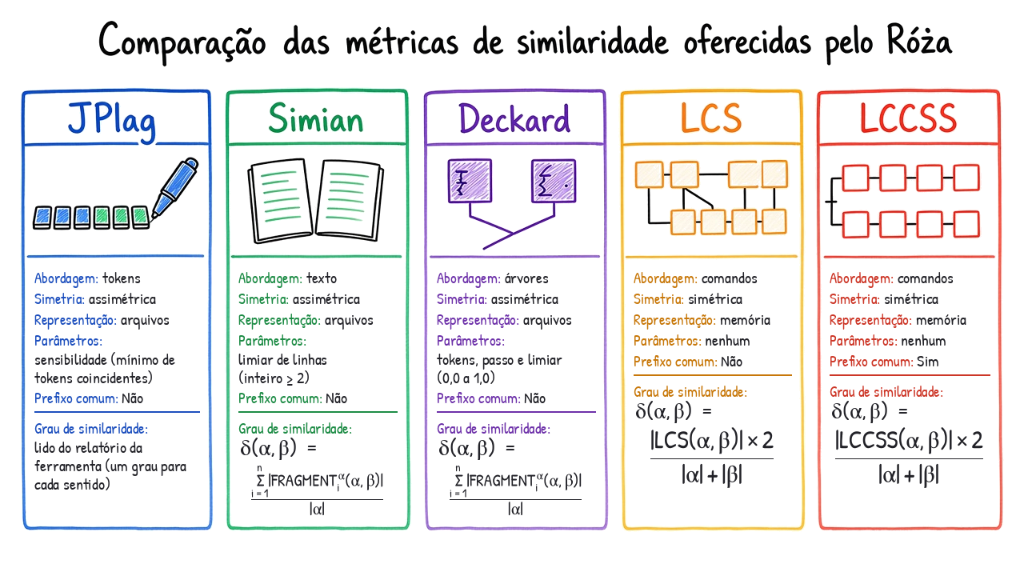 Comparação das métricas de similaridade oferecidas pelo Róża
JPlag
Abordagem: tokens
Simetria: assimétrica
Representação: arquivos
Parâmetros:
sensibilidade (mínimo de
tokens coincidentes)
Prefixo comum: Não
Grau de similaridade:
lido do relatório da
ferramenta (um grau para
cada sentido)
Simian
Abordagem: texto
Simetria: assimétrica
Representação: arquivos
Parâmetros:
limiar de linhas
(inteiro ≥ 2)
Prefixo comum: Não
Grau de similaridade:
δ(α, β) =
n
Σ |FRAGMENTᵢᵅ(α, β)|
i = 1
|α|
Deckard
Abordagem: árvores
Simetria: assimétrica
Representação: arquivos
Parâmetros:
tokens, passo e limiar
(0,0 a 1,0)
Prefixo comum: Não
Grau de similaridade:
δ(α, β) =
n
Σ |FRAGMENTᵢᵅ(α, β)|
i = 1
|α|
LCS
Abordagem: comandos
Simetria: simétrica
Representação: memória
Parâmetros: nenhum
Prefixo comum: Não
Grau de similaridade:
δ(α, β) =
|LCS(α, β)| × 2
|α| + |β|
LCCSS
Abordagem: comandos
Simetria: simétrica
Representação: memória
Parâmetros: nenhum
Prefixo comum: Sim
Grau de similaridade:
δ(α, β) =
|LCCSS(α, β)| × 2
|α| + |β|